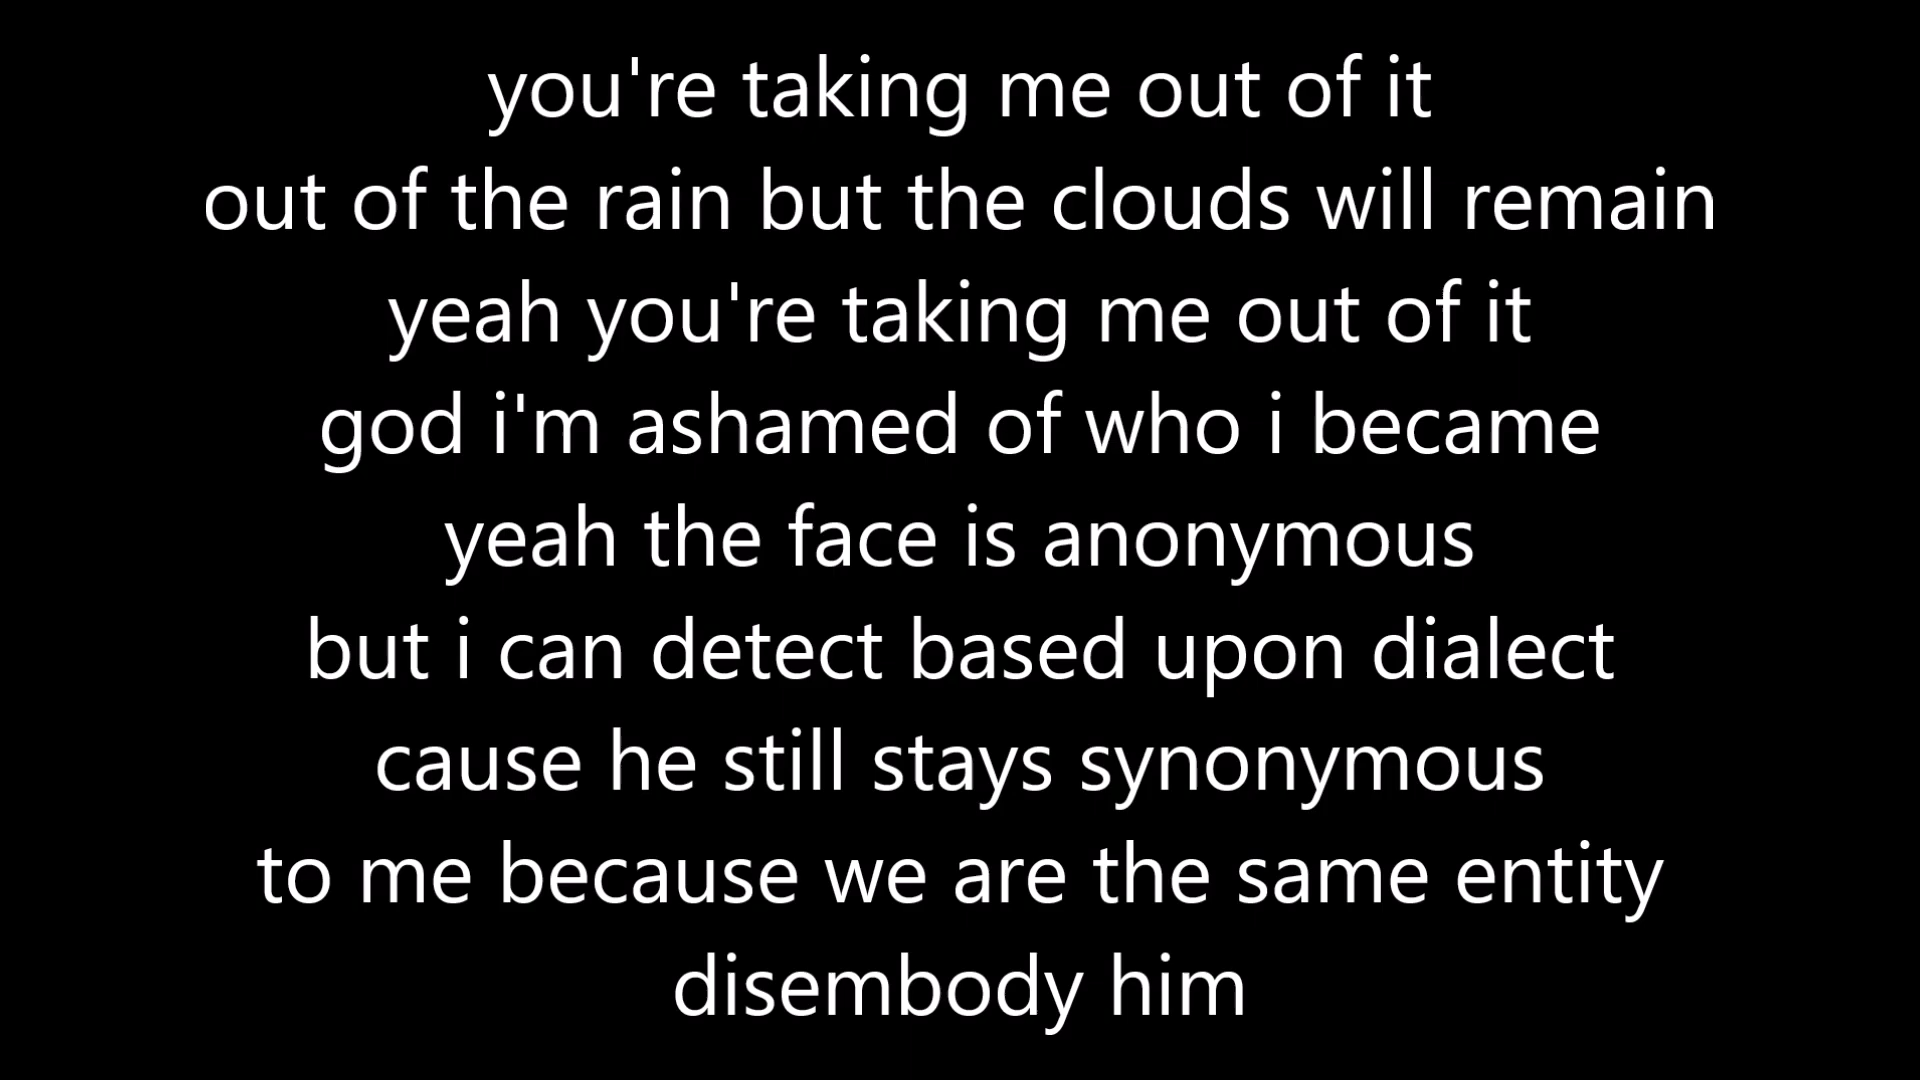 you're taking me out of it
out of the rain but the clouds will remain
yeah you're taking me out of it
god i'm ashamed of who i became
yeah the face is anonymous
but i can detect based upon dialect
cause he still stays synonymous
to me because we are the same entity
disembody him